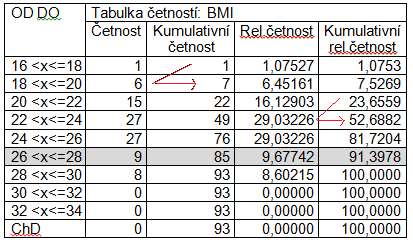 OD DO Tabulka četností: BMI
Četnost Kumulativní četnost Rel.četnost Kumulativní rel.četnost
16 <x<=18 1 1 1,07527 1,0753
18 <x<=20 6 7 6,45161 7,5269
20 <x<=22 15 22 16,12903 23,6559
22 <x<=24 27 49 29,03226 52,6882
24 <x<=26 27 76 29,03226 81,7204
26 <x<=28 9 85 9,67742 91,3978
28 <x<=30 8 93 8,60215 100,0000
30 <x<=32 0 93 0,00000 100,0000
32 <x<=34 0 93 0,00000 100,0000
ChD 0 93 0,00000 100,0000